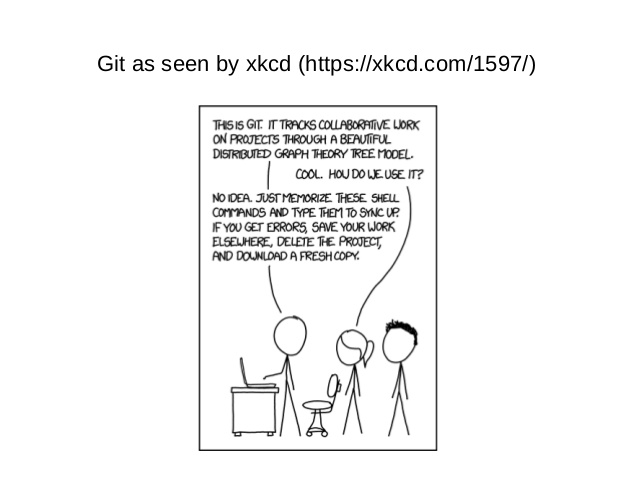 Git as seen by xkcd (https://xkcd.com/1597/)
THIS IS GIT. IT TRACKS COLLABORATIVE WORK
ON PROJECTS THROUGH A BEAUTIFUL
DISTRIBUTED GRAPH THEORY TREE MODEL.
COOL. HOW DO WE USE IT?
NO IDEA. JUST MEMORIZE THESE SHELL
COMMANDS AND TYPE THEM TO SYNC UP.
IF YOU GET ERRORS, SAVE YOUR WORK
ELSEWHERE, DELETE THE PROJECT,
AND DOWNLOAD A FRESH COPY.